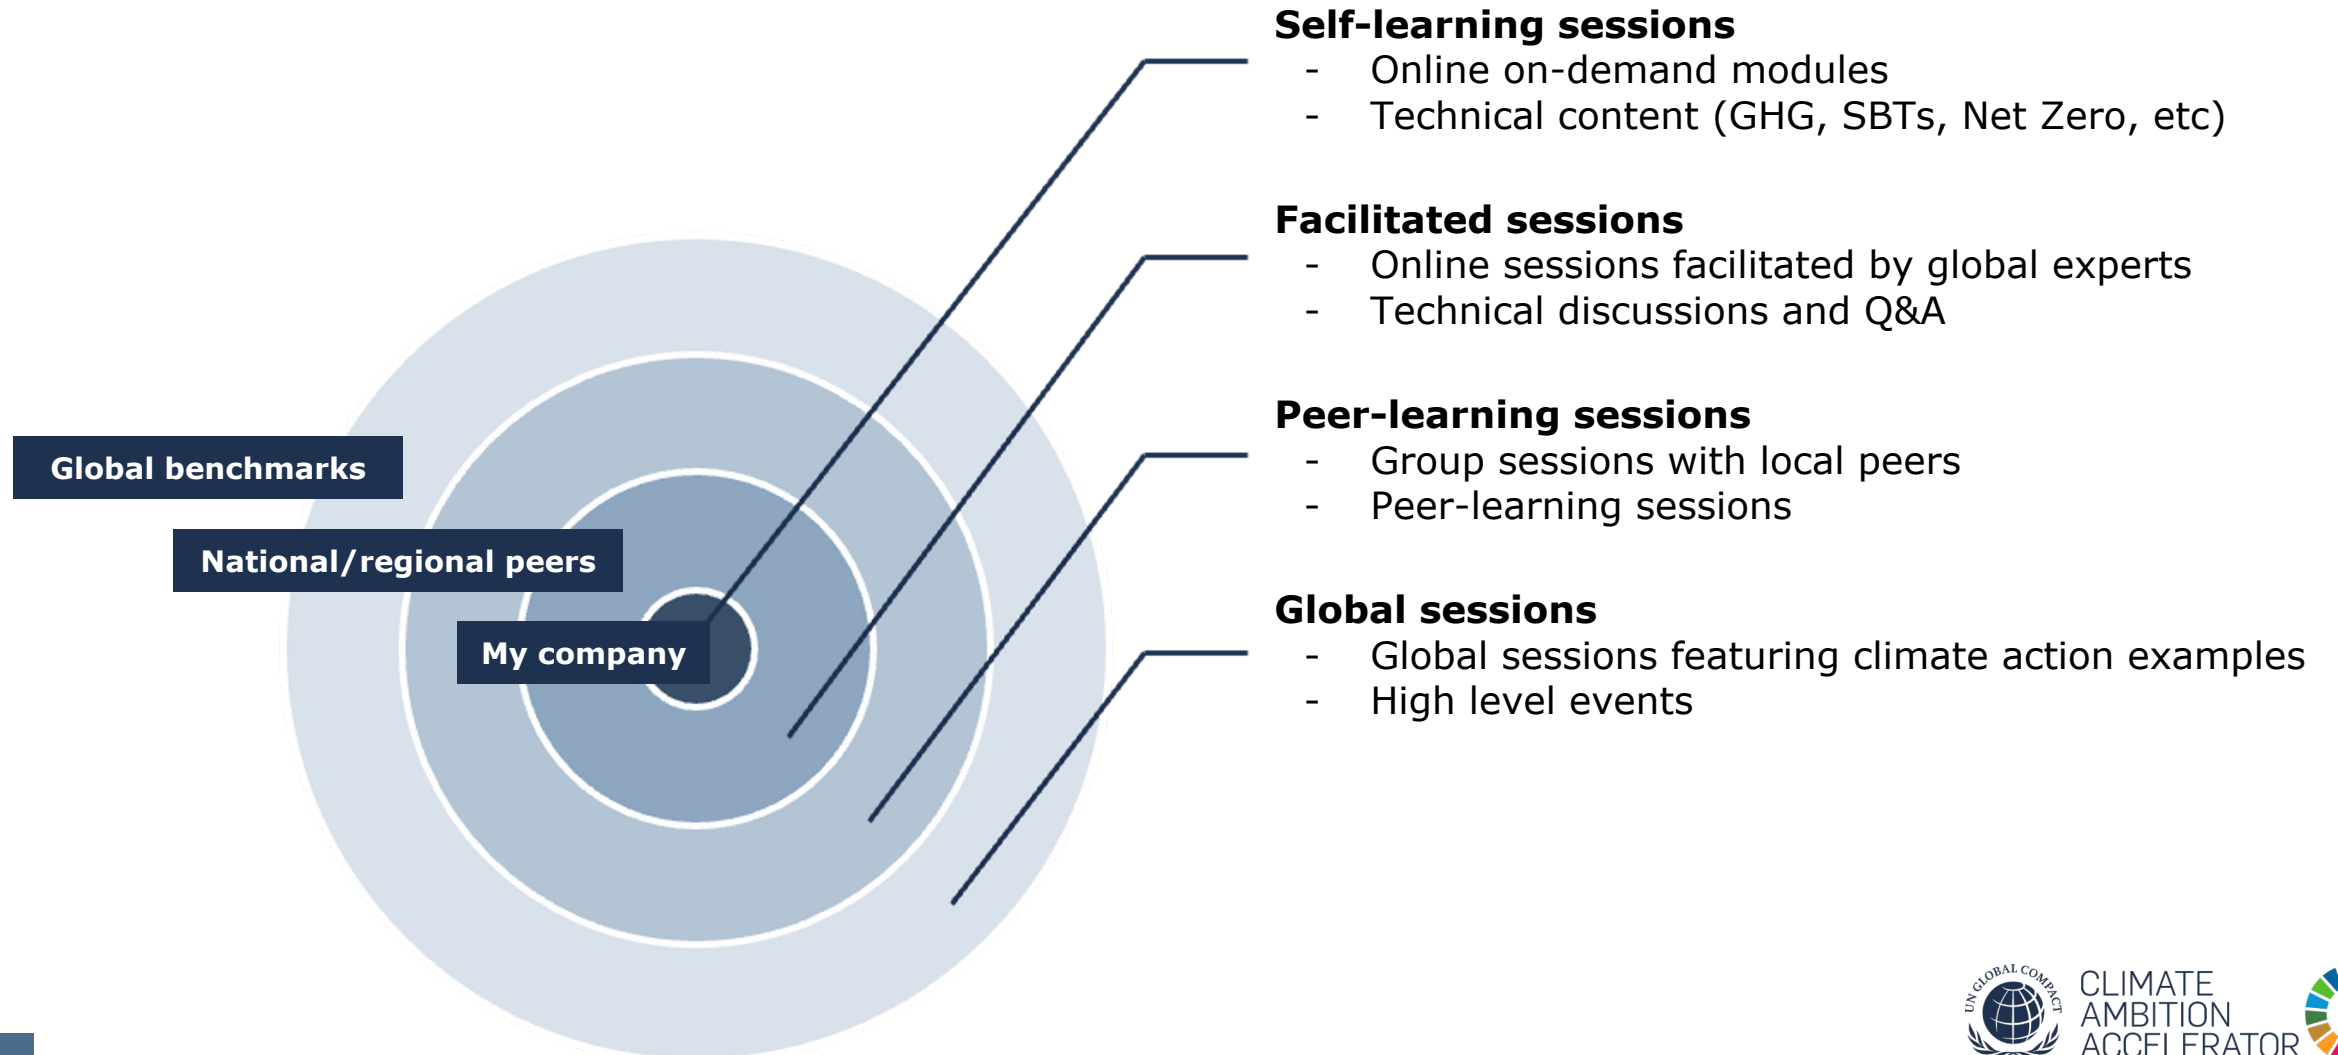 Self-learning sessions
- Online on-demand modules
- Technical content (GHG, SBTs, Net Zero, etc)
Facilitated sessions
- Online sessions facilitated by global experts
- Technical discussions and Q&A
Peer-learning sessions
- Group sessions with local peers
- Peer-learning sessions
Global sessions
- Global sessions featuring climate action examples
- High level events
Global benchmarks
National/regional peers
My company
UN GLOBAL COMPACT
CLIMATE
AMBITION
ACCELERATOR